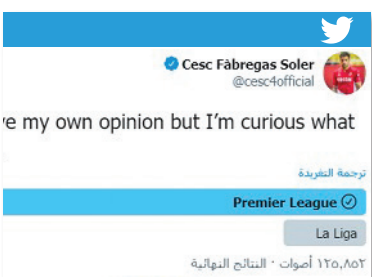 Cesc Fàbregas Soler
@cesc4official
my own opinion but I'm curious what
ترجمة التغريدة
Premier League
La Liga
١٢٥,٨٥٢ أصوات · النتائج النهائية